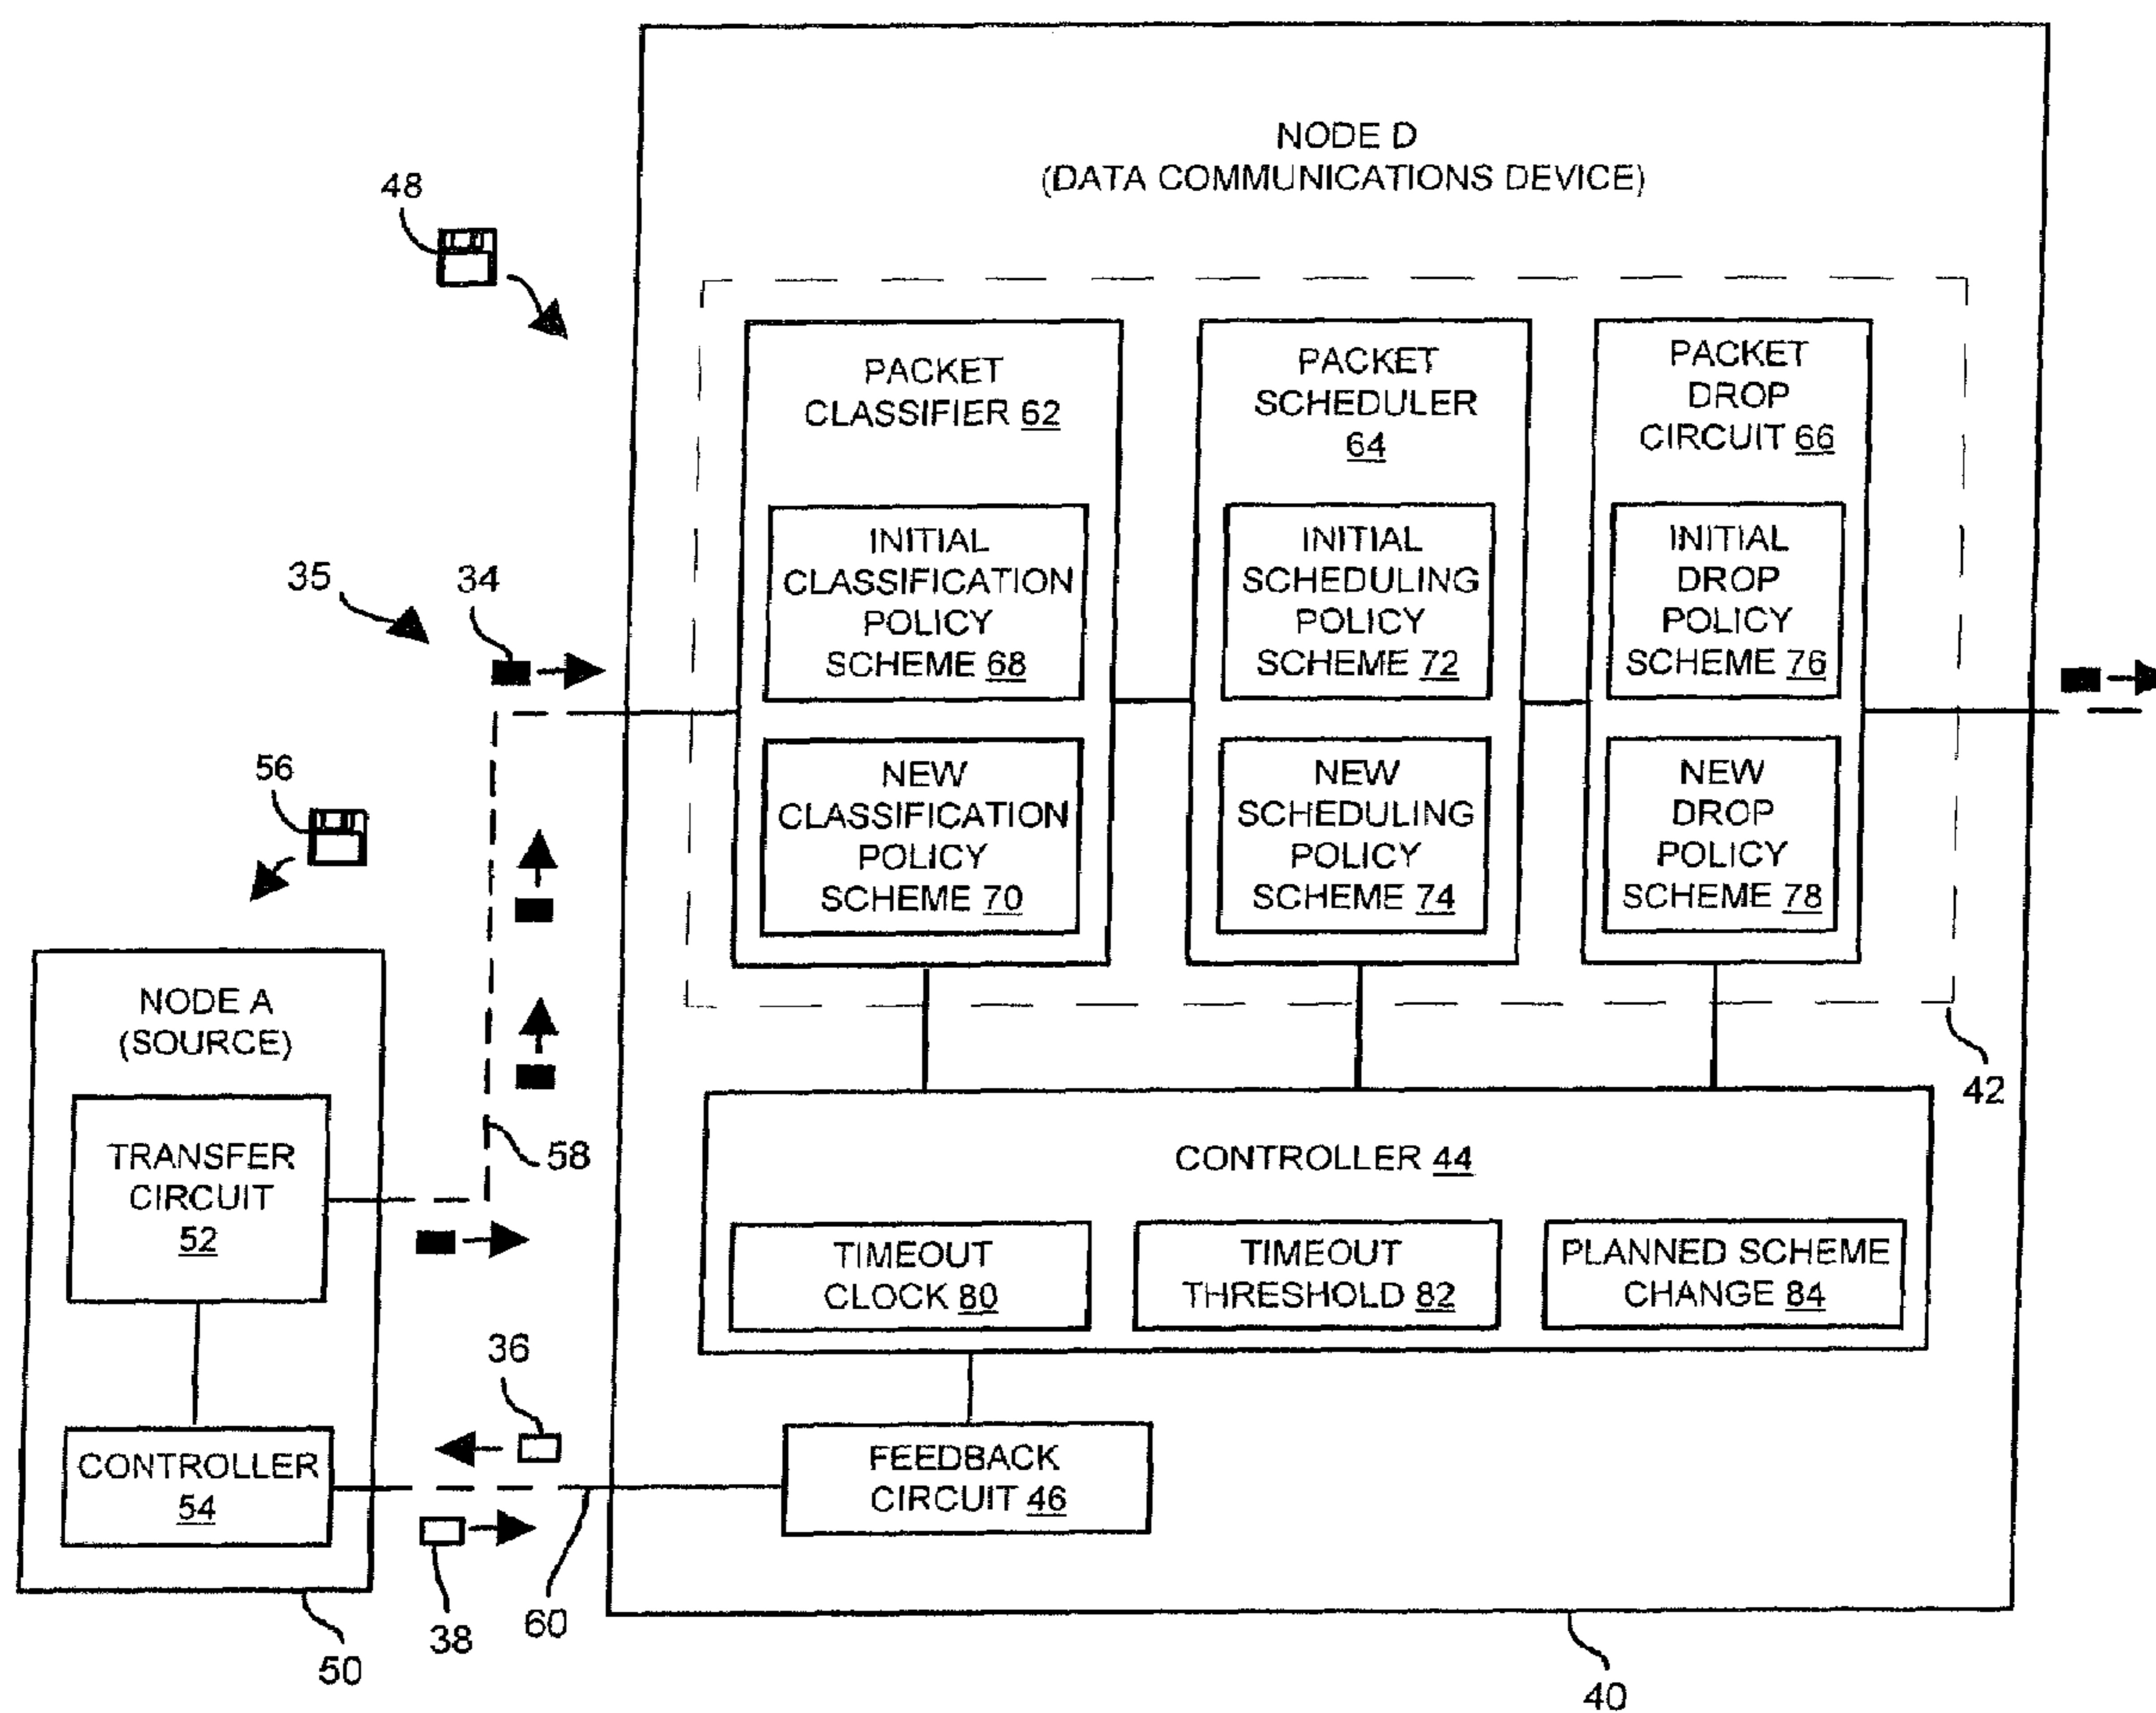 NODE D
(DATA COMMUNICATIONS DEVICE)
48
PACKET
CLASSIFIER 62
PACKET
SCHEDULER
64
PACKET
DROP
CIRCUIT 66
INITIAL
CLASSIFICATION
POLICY
SCHEME 68
INITIAL
SCHEDULING
POLICY
SCHEME 72
INITIAL
DROP
POLICY
SCHEME 76
35
34
NEW
CLASSIFICATION
POLICY
SCHEME 70
NEW
SCHEDULING
POLICY
SCHEME 74
NEW
DROP
POLICY
SCHEME 78
56
NODE A
(SOURCE)
42
TRANSFER
CIRCUIT
52
58
CONTROLLER 44
TIMEOUT
CLOCK 80
TIMEOUT
THRESHOLD 82
PLANNED SCHEME
CHANGE 84
36
CONTROLLER
54
FEEDBACK
CIRCUIT 46
38
60
50
40